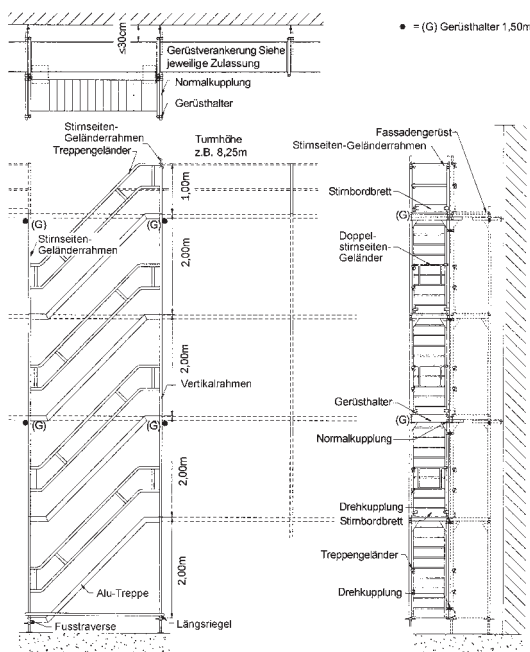 ● = (G) Gerüsthalter 1,50m
≤30cm
Gerüstverankerung Siehe
jeweilige Zulassung
Normalkupplung
Gerüsthalter
Stirnseiten-
Geländerrahmen
Treppengeländer
Turmhöhe
z.B. 8,25m
1,00m
(G)
(G)
Stirnseiten-
Geländerrahmen
2,00m
2,00m
Vertikalrahmen
(G)
(G)
2,00m
2,00m
Alu-Treppe
Fusstraverse
Längsriegel
Fassadengerüst
Stirnseiten-Geländerrahmen
Stirnbordbrett
(G)
Doppel-
stirnseiten-
Geländer
Gerüsthalter
(G)
Normalkupplung
Drehkupplung
Stirnbordbrett
Treppengeländer
Drehkupplung